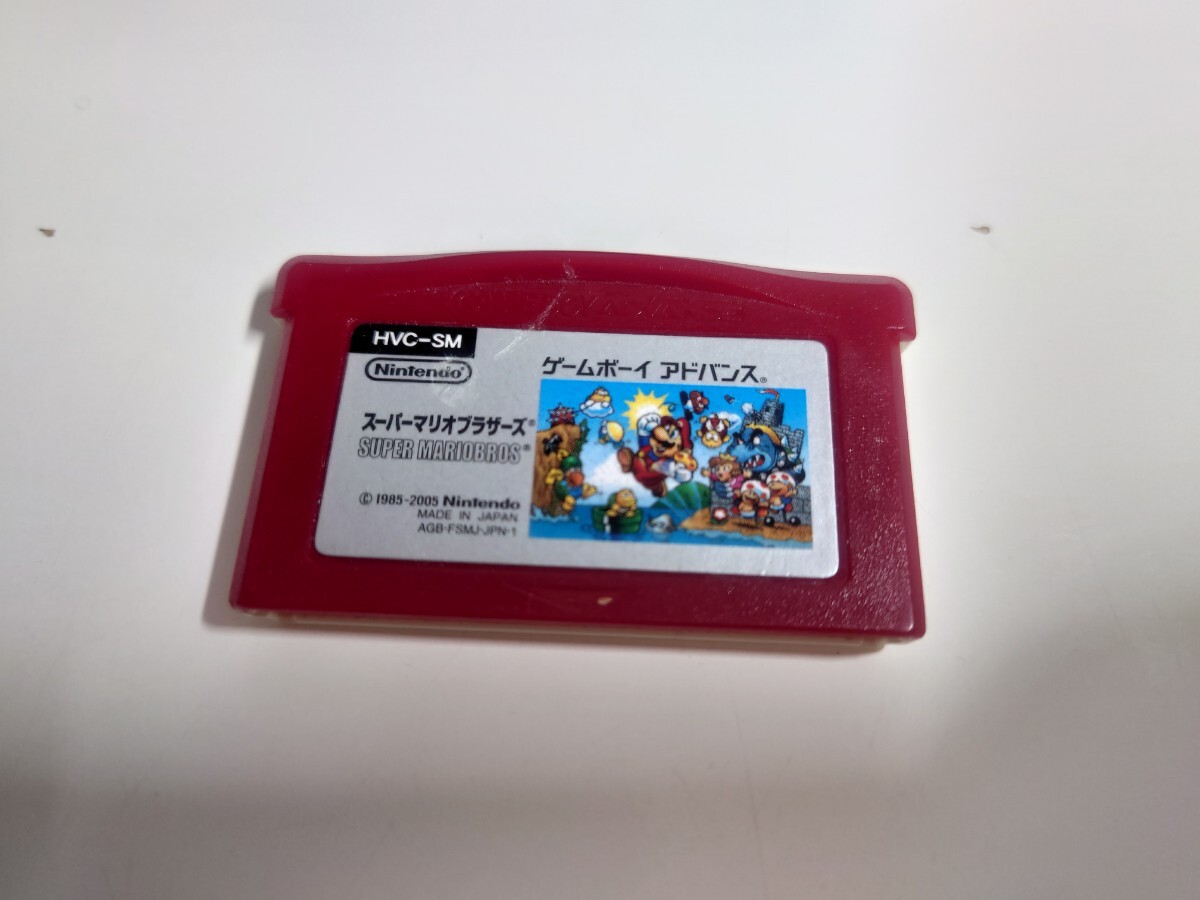 HVC-SM
Nintendo®
ゲームボーイ アドバンス®
スーパーマリオブラザーズ®
SUPER MARIOBROS®
© 1985-2005 Nintendo
MADE IN JAPAN
AGB-FSMJ-JPN-1